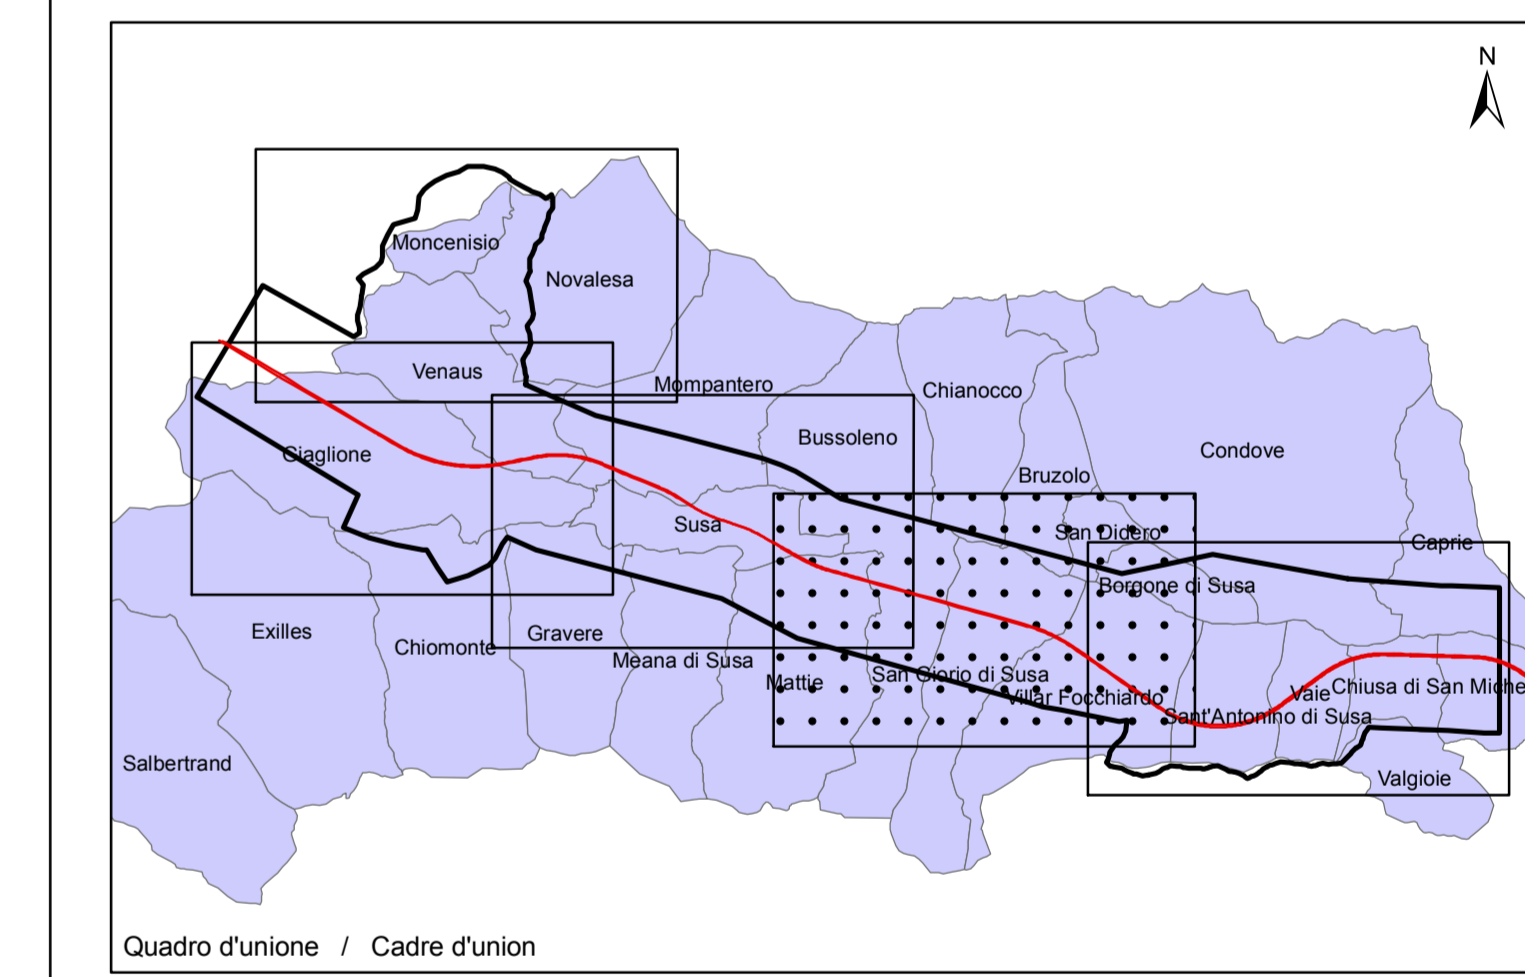 N
Moncenisio
Novalesa
Venaus
Mompantero
Chianocco
Bussoleno
Condove
Giaglione
Bruzolo
Susa
San Didero
Caprie
Borgone di Susa
Exilles
Gravere
Chiomonte
Meana di Susa
San Giorio di Susa
Mattie
Villar Focchiardo
Vaie
Chiusa di San Miche
Sant'Antonino di Susa
Salbertrand
Valgioie
Quadro d'unione / Cadre d'union